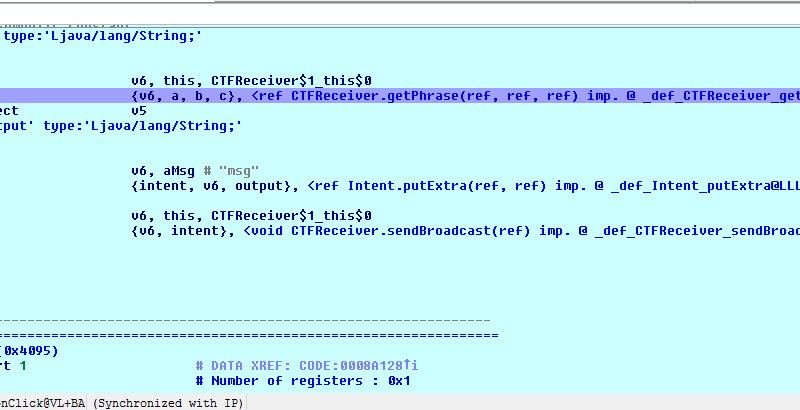 type:'Ljava/lang/String;'
v6, this, CTFReceiver$1_this$0
{v6, a, b, c}, <ref CTFReceiver.getPhrase(ref, ref, ref) imp. @ _def_CTFReceiver_get
ect v5
tput' type:'Ljava/lang/String;'
v6, aMsg # "msg"
{intent, v6, output}, <ref Intent.putExtra(ref, ref) imp. @ _def_Intent_putExtra@LLL
v6, this, CTFReceiver$1_this$0
{v6, intent}, <void CTFReceiver.sendBroadcast(ref) imp. @ _def_CTFReceiver_sendBroad
(0x4095)
rt 1 # DATA XREF: CODE:0008A128↑i
# Number of registers : 0x1
onClick@VL+BA (Synchronized with IP)